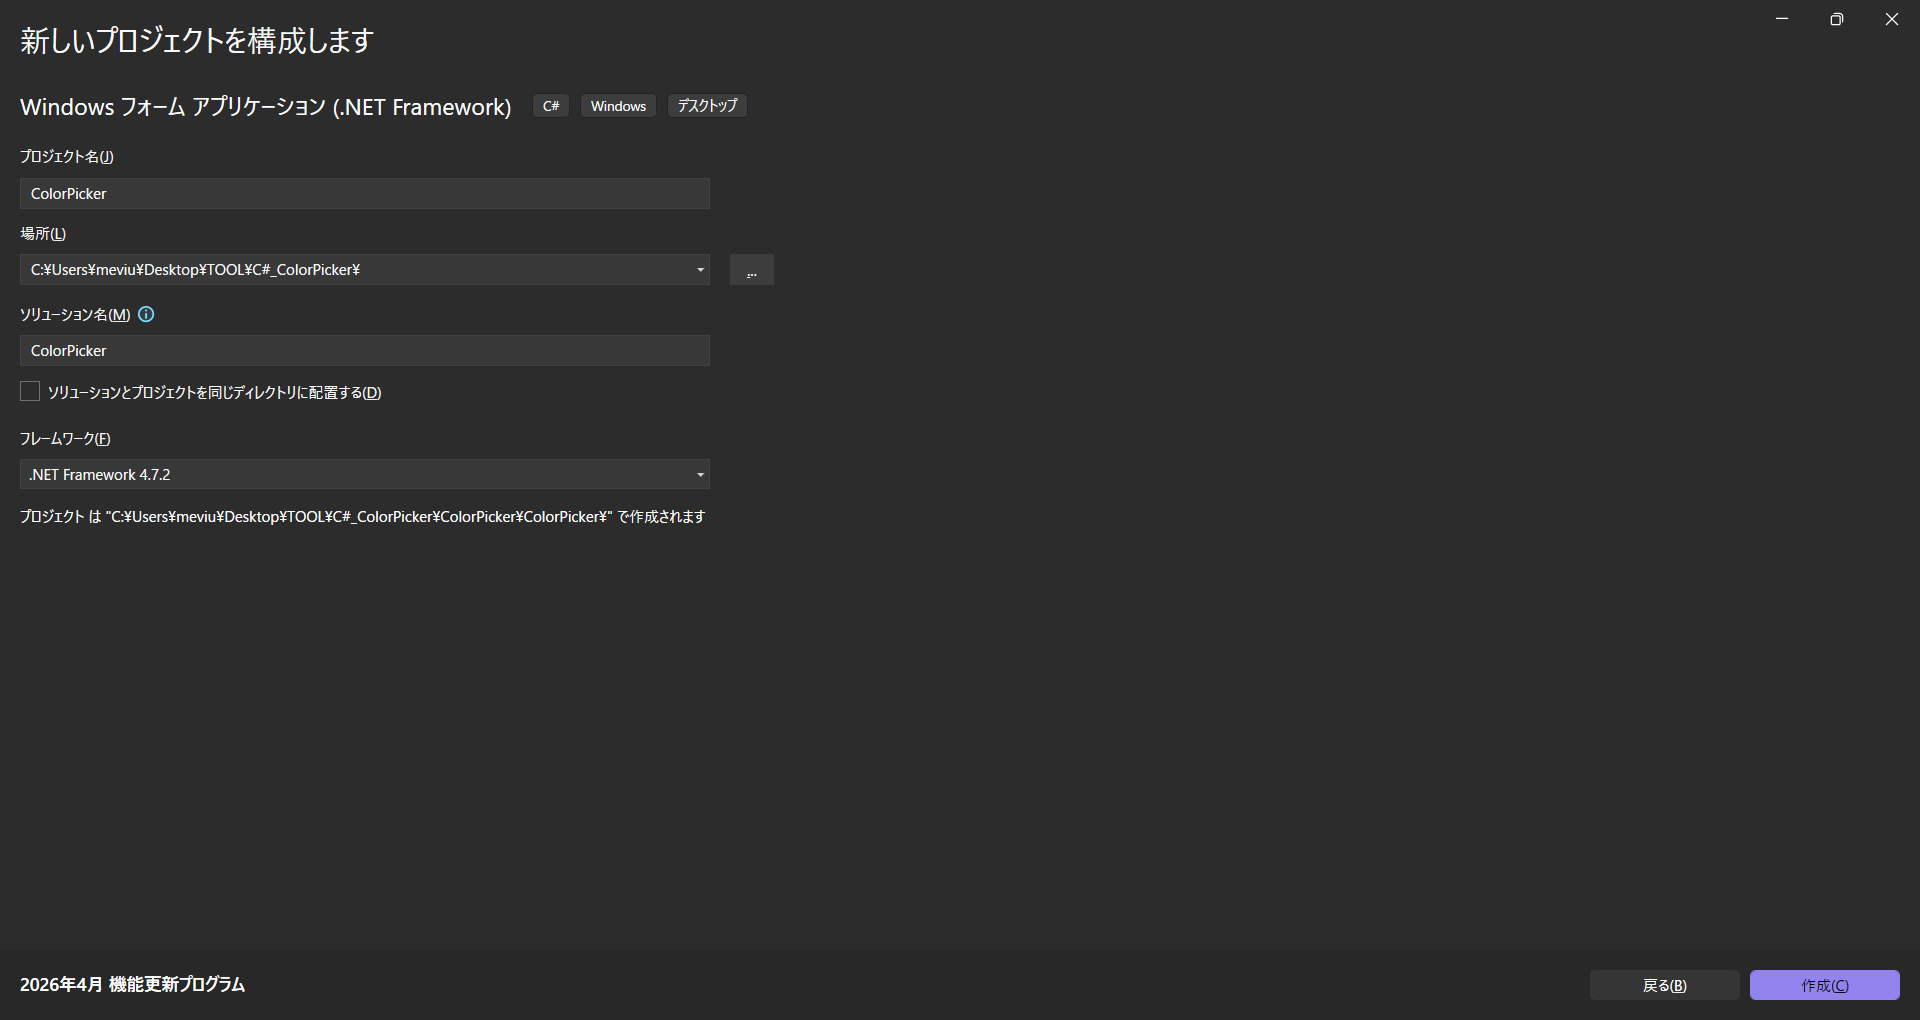 新しいプロジェクトを構成します
Windows フォーム アプリケーション (.NET Framework) C# Windows デスクトップ
プロジェクト名(J)
ColorPicker
場所(L)
C:¥Users¥meviu¥Desktop¥TOOL¥C#_ColorPicker¥
...
ソリューション名(M)
ColorPicker
ソリューションとプロジェクトを同じディレクトリに配置する(D)
フレームワーク(F)
.NET Framework 4.7.2
プロジェクト は "C:¥Users¥meviu¥Desktop¥TOOL¥C#_ColorPicker¥ColorPicker¥ColorPicker¥" で作成されます
2026年4月 機能更新プログラム
戻る(B) 作成(C)